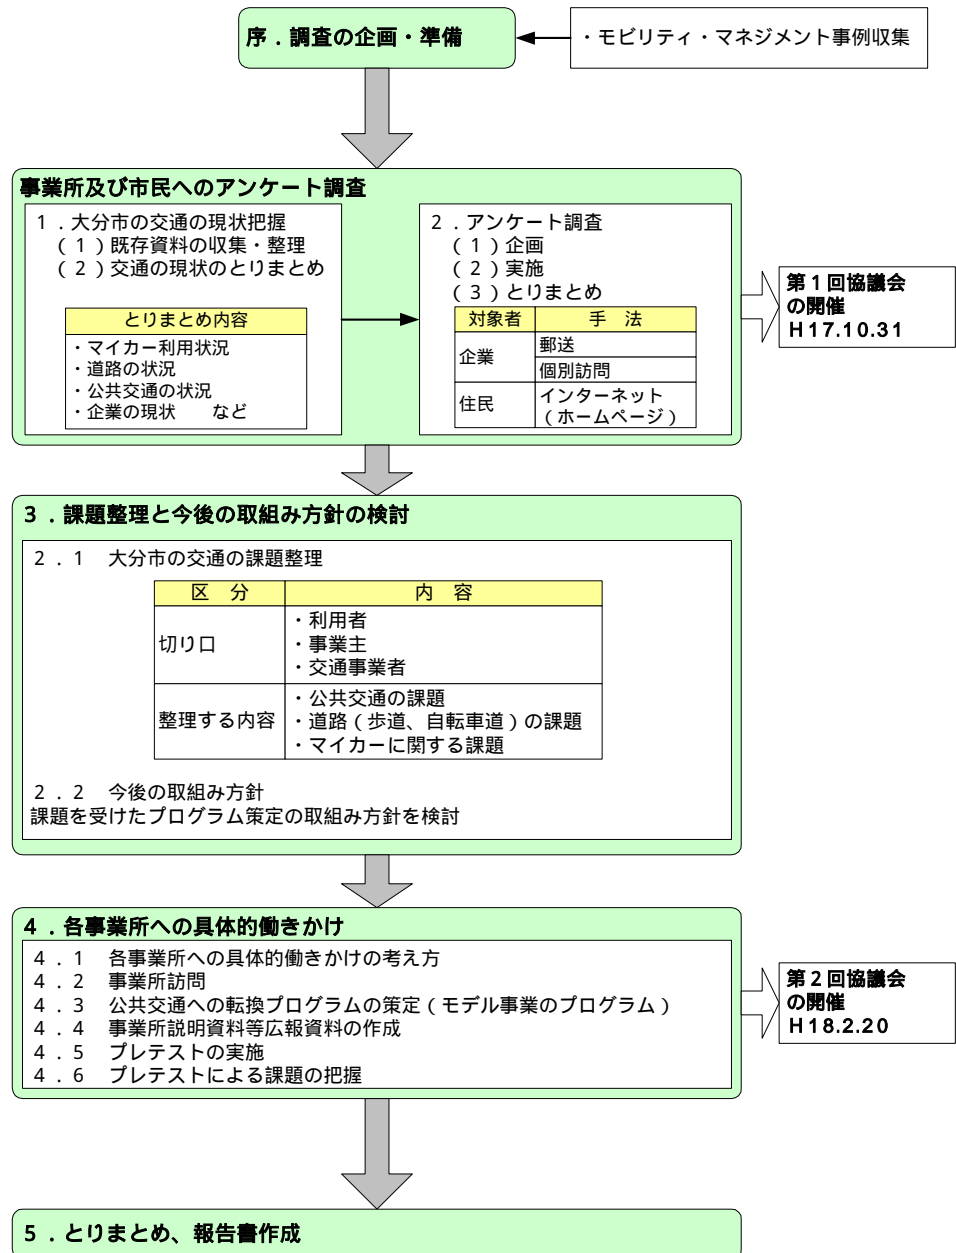 序．調査の企画・準備
・モビリティ・マネジメント事例収集
事業所及び市民へのアンケート調査
１．大分市の交通の現状把握
（１）既存資料の収集・整理
（２）交通の現状のとりまとめ
とりまとめ内容
・マイカー利用状況
・道路の状況
・公共交通の状況
・企業の現状　　など
２．アンケート調査
（１）企画
（２）実施
（３）とりまとめ
対象者　手　法
企業　郵送
個別訪問
住民　インターネット
（ホームページ）
第１回協議会
の開催
Ｈ17.10.31
３．課題整理と今後の取組み方針の検討
２．１　大分市の交通の課題整理
区　分　内　容
切り口　・利用者
・事業主
・交通事業者
整理する内容　・公共交通の課題
・道路（歩道、自転車道）の課題
・マイカーに関する課題
２．２　今後の取組み方針
課題を受けたプログラム策定の取組み方針を検討
４．各事業所への具体的働きかけ
４．１　各事業所への具体的働きかけの考え方
４．２　事業所訪問
４．３　公共交通への転換プログラムの策定（モデル事業のプログラム）
４．４　事業所説明資料等広報資料の作成
４．５　プレテストの実施
４．６　プレテストによる課題の把握
第２回協議会
の開催
Ｈ18.2.20
５．とりまとめ、報告書作成